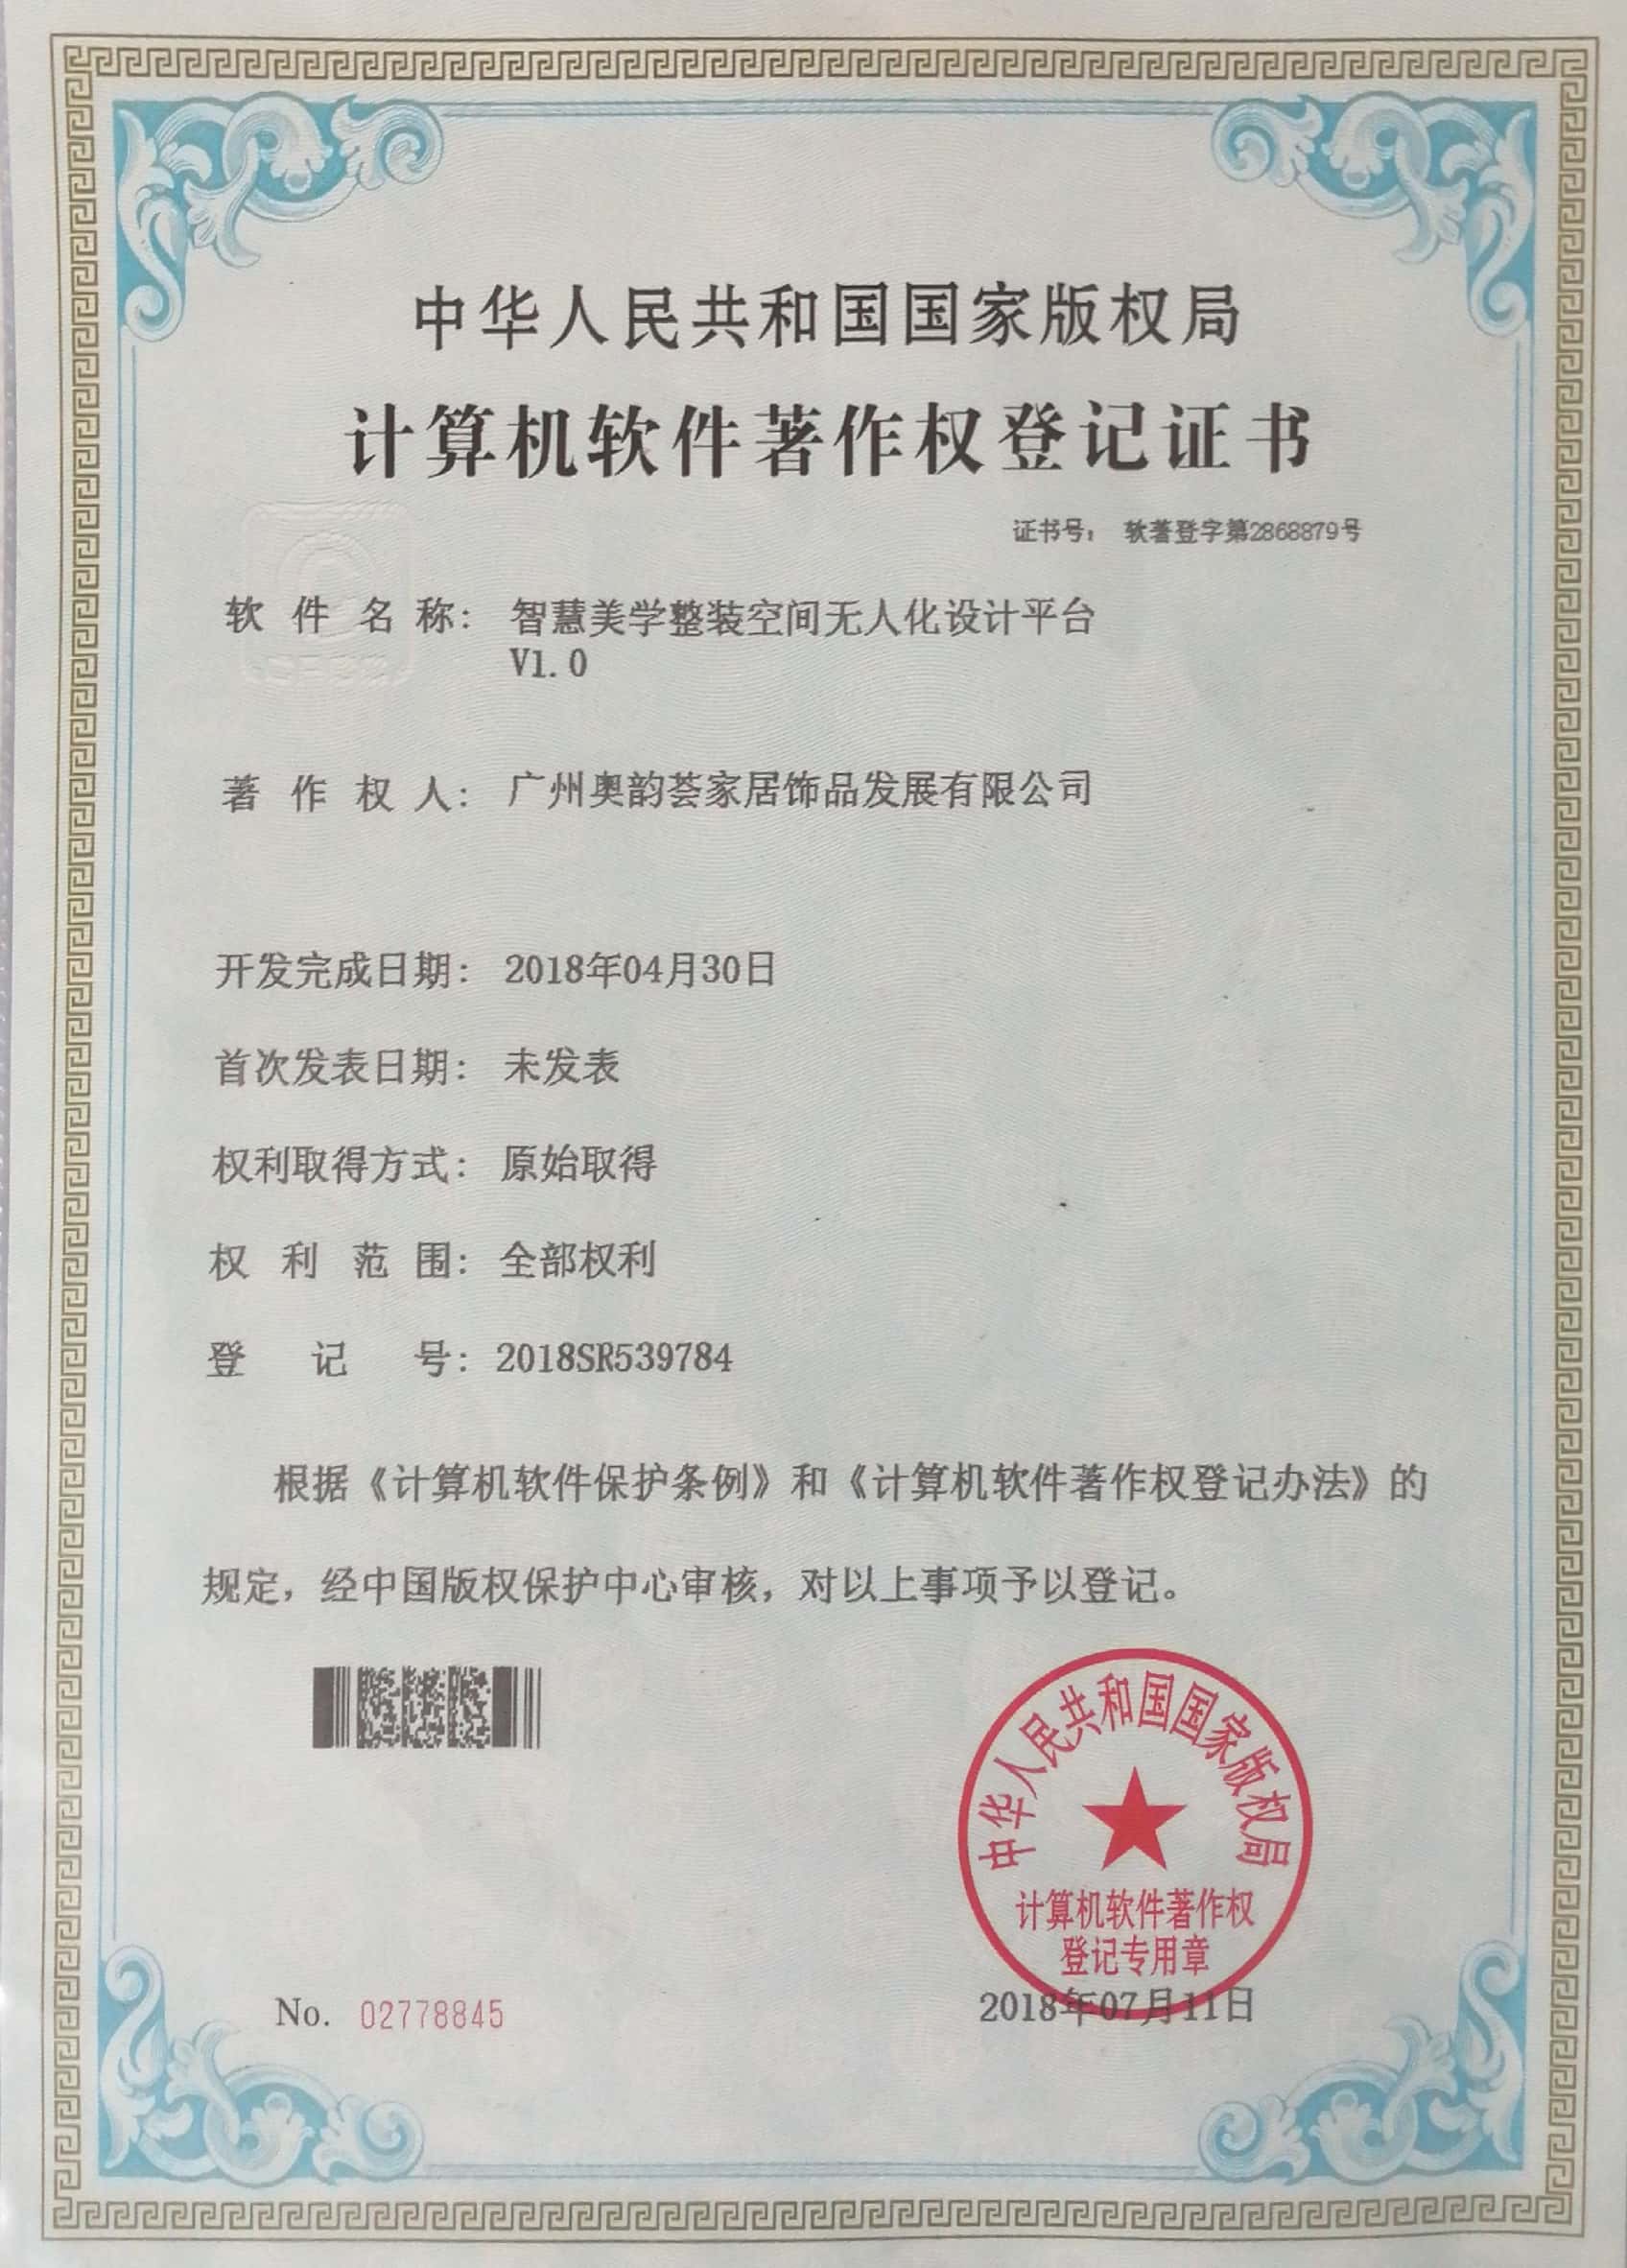 中华人民共和国国家版权局
计算机软件著作权登记证书
证书号： 软著登字第2868879号
软件名称： 智慧美学整装空间无人化设计平台
V1.0
著作权人： 广州奥韵荟家居饰品发展有限公司
开发完成日期： 2018年04月30日
首次发表日期： 未发表
权利取得方式： 原始取得
权利范围： 全部权利
登记号： 2018SR539784
根据《计算机软件保护条例》和《计算机软件著作权登记办法》的
规定，经中国版权保护中心审核，对以上事项予以登记。
中华人民共和国国家版权局
计算机软件著作权
登记专用章
No. 02778845
2018年07月11日